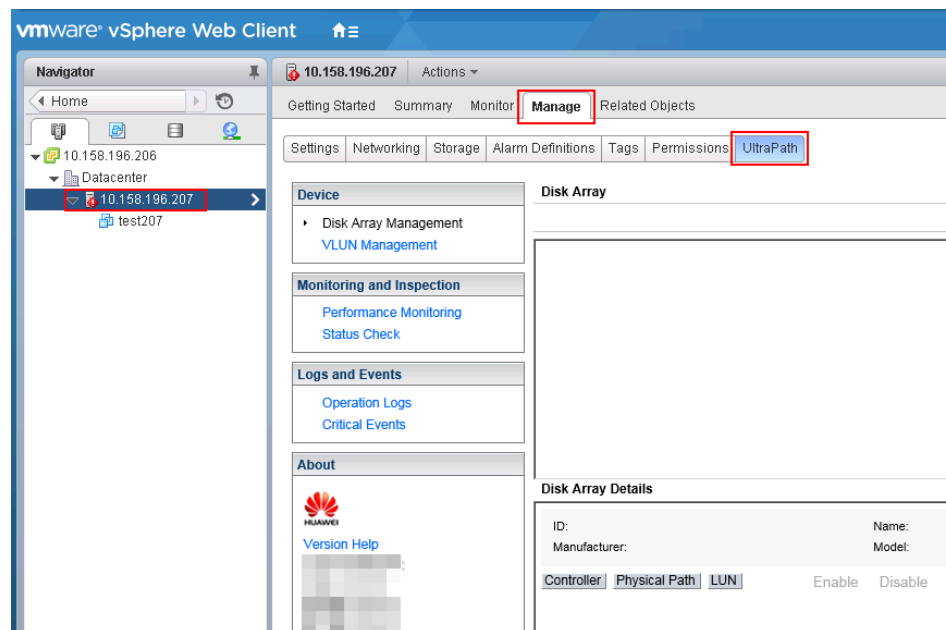 vmware® vSphere Web Client
Navigator
Home
10.158.196.206
Datacenter
10.158.196.207
test207
10.158.196.207 Actions
Getting Started Summary Monitor Manage Related Objects
Settings Networking Storage Alarm Definitions Tags Permissions UltraPath
Device
Disk Array Management
VLUN Management
Monitoring and Inspection
Performance Monitoring
Status Check
Logs and Events
Operation Logs
Critical Events
About
HUAWEI
Version Help
Disk Array
Disk Array Details
ID: Name:
Manufacturer: Model:
Controller Physical Path LUN Enable Disable